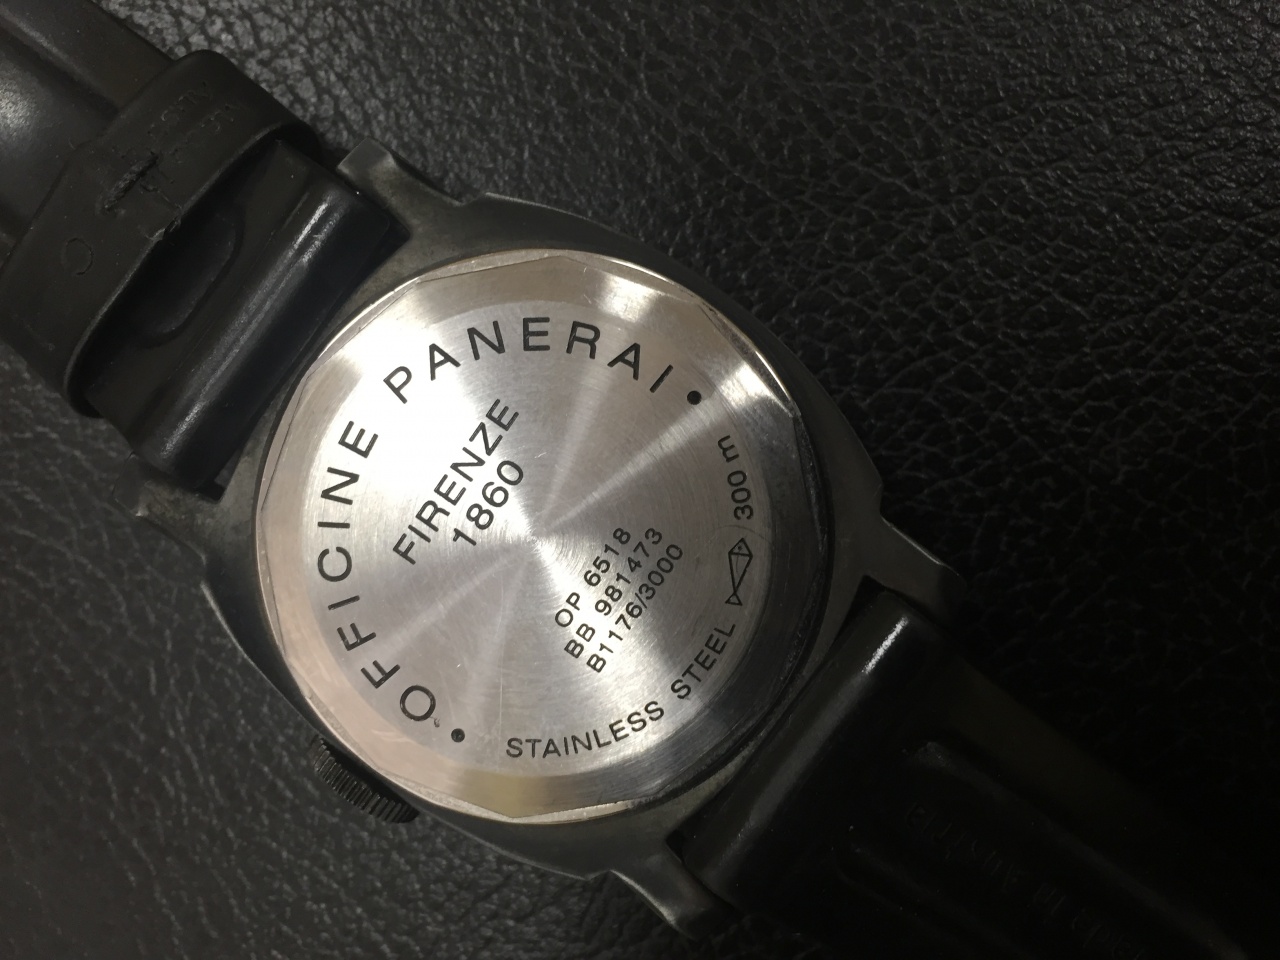 OFFICINE PANERAI
FIRENZE
1860
OP 6518
BB 981473
B1176/3000
STAINLESS STEEL
300 m